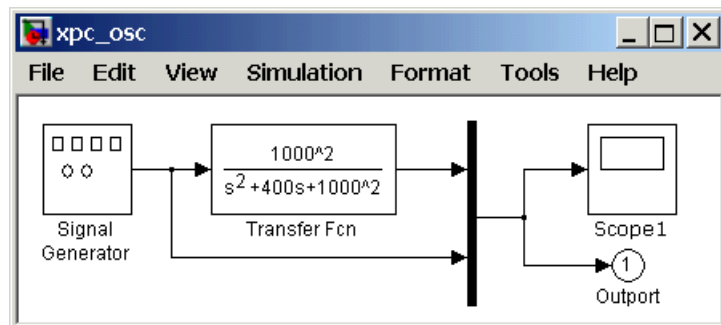 xpc_osc
File Edit View Simulation Format Tools Help
1000^2
s^2+400s+1000^2
Signal
Generator
Transfer Fcn
Scope1
1
Outport